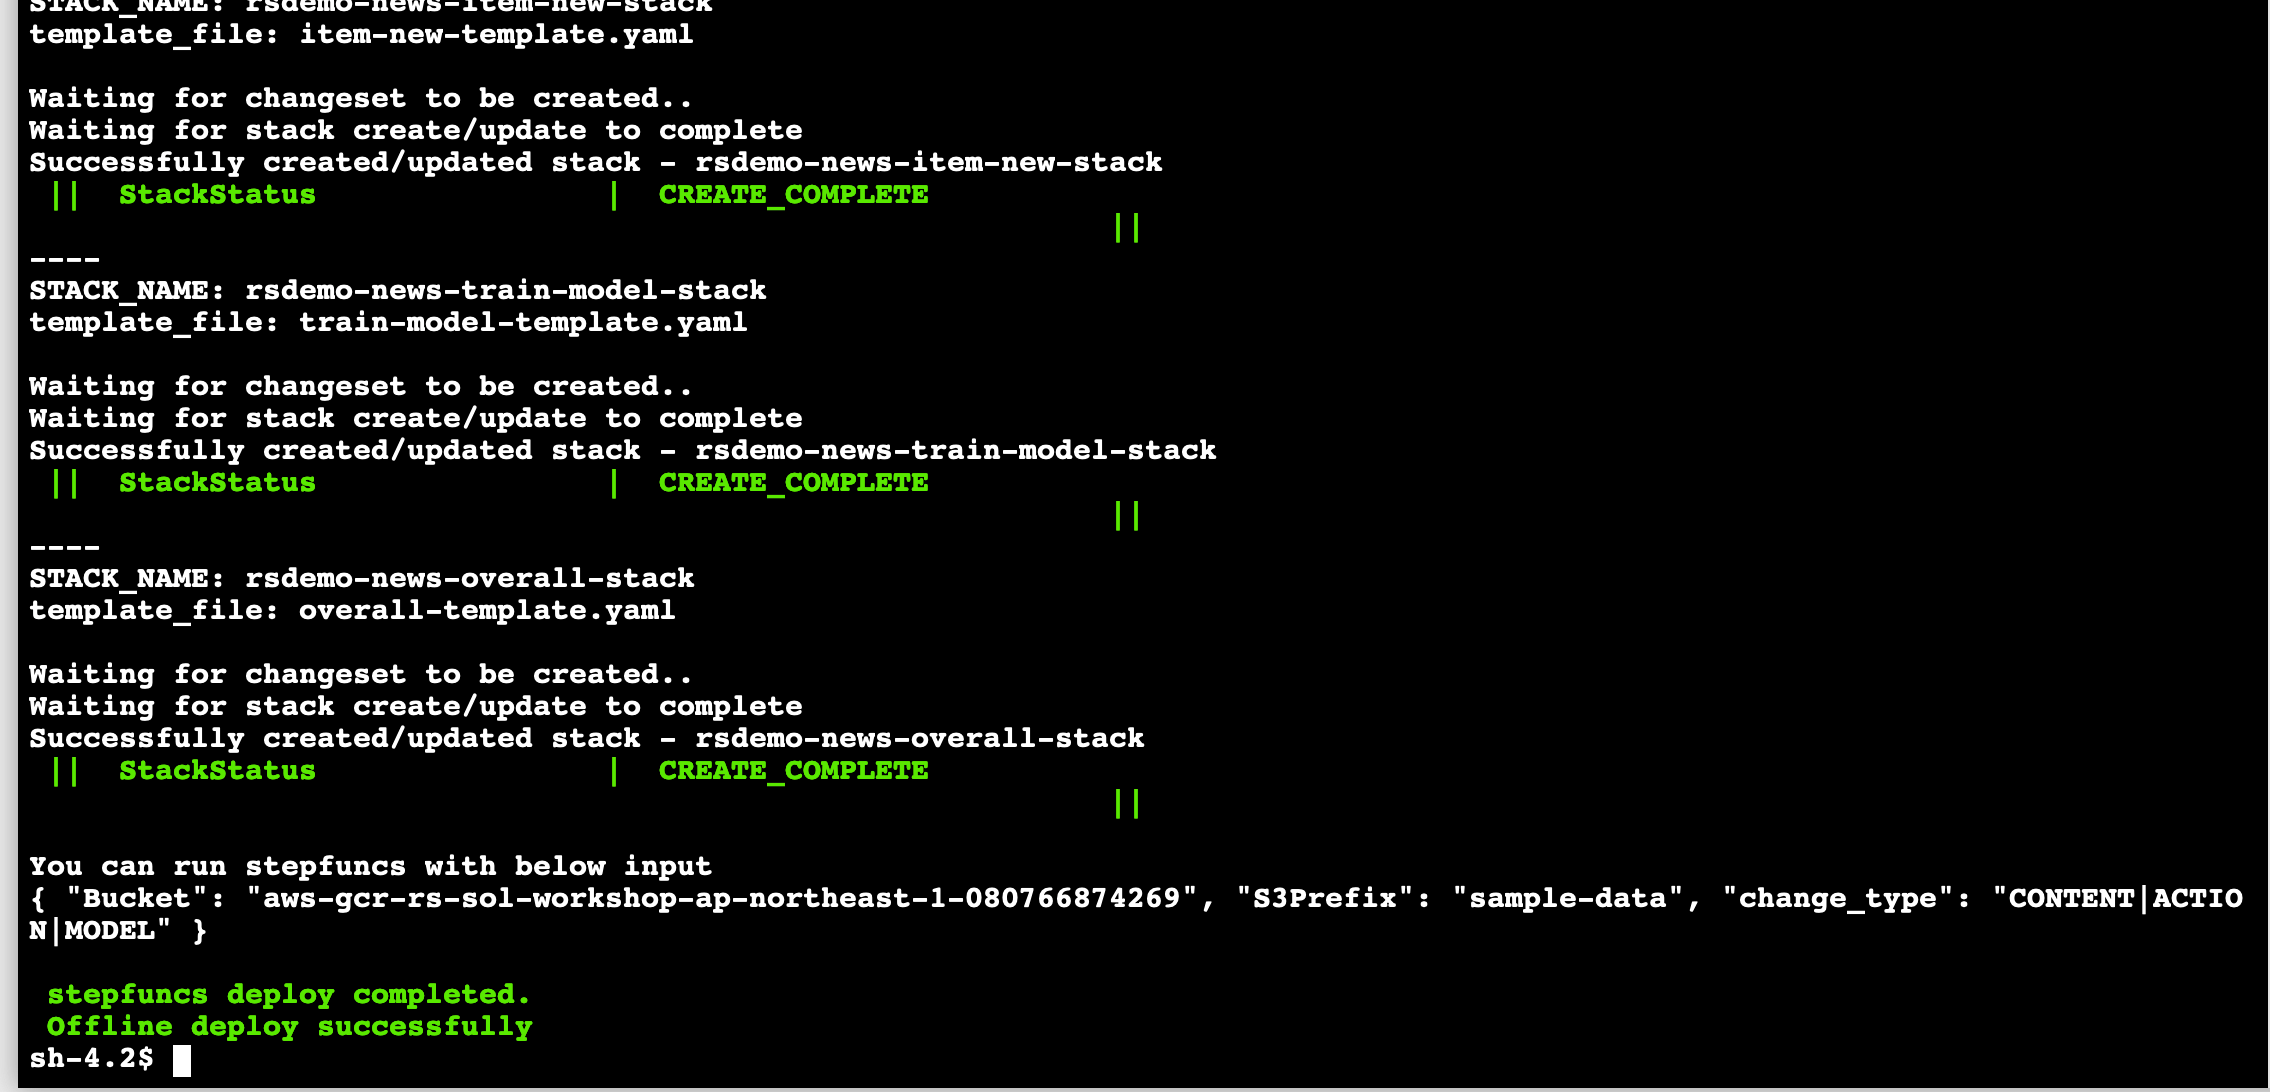 STACK_NAME: rsdemo-news-item-new-stack
template_file: item-new-template.yaml
Waiting for changeset to be created..
Waiting for stack create/update to complete
Successfully created/updated stack - rsdemo-news-item-new-stack
|| StackStatus | CREATE_COMPLETE
||
----
STACK_NAME: rsdemo-news-train-model-stack
template_file: train-model-template.yaml
Waiting for changeset to be created..
Waiting for stack create/update to complete
Successfully created/updated stack - rsdemo-news-train-model-stack
|| StackStatus | CREATE_COMPLETE
||
----
STACK_NAME: rsdemo-news-overall-stack
template_file: overall-template.yaml
Waiting for changeset to be created..
Waiting for stack create/update to complete
Successfully created/updated stack - rsdemo-news-overall-stack
|| StackStatus | CREATE_COMPLETE
||
You can run stepfuncs with below input
{ "Bucket": "aws-gcr-rs-sol-workshop-ap-northeast-1-080766874269", "S3Prefix": "sample-data", "change_type": "CONTENT|ACTIO
N|MODEL" }
stepfuncs deploy completed.
Offline deploy successfully
sh-4.2$